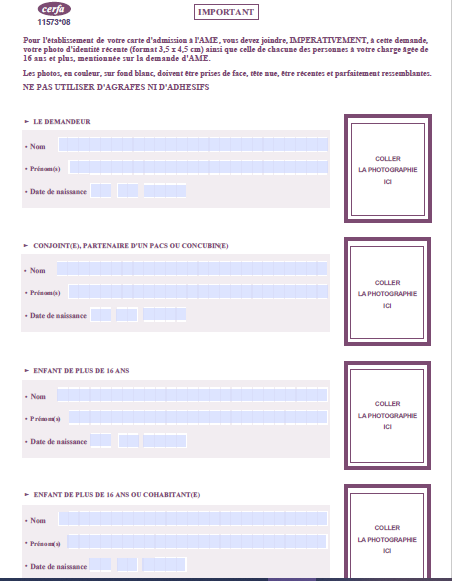 cerfa
IMPORTANT
11573*08
Pour l'établissement de votre carte d'admission à l'AME, vous devez joindre, IMPERATIVEMENT, à cette demande,
votre photo d'identité récente (format 3,5 x 4,5 cm) ainsi que celle de chacune des personnes à votre charge âgée de
16 ans et plus, mentionnée sur la demande d'AME.
Les photos, en couleur, sur fond blanc, doivent être prises de face, tête nue, être récentes et parfaitement ressemblantes.
NE PAS UTILISER D'AGRAFES NI D'ADHESIFS
► LE DEMANDEUR
• Nom
• Prénom(s)
• Date de naissance
COLLER
LA PHOTOGRAPHIE
ICI
► CONJOINT(E), PARTENAIRE D'UN PACS OU CONCUBIN(E)
• Nom
• Prénom(s)
• Date de naissance
COLLER
LA PHOTOGRAPHIE
ICI
► ENFANT DE PLUS DE 16 ANS
• Nom
• Prénom(s)
• Date de naissance
COLLER
LA PHOTOGRAPHIE
ICI
► ENFANT DE PLUS DE 16 ANS OU COHABITANT(E)
• Nom
• Prénom(s)
• Date de naissance
COLLER
LA PHOTOGRAPHIE
ICI